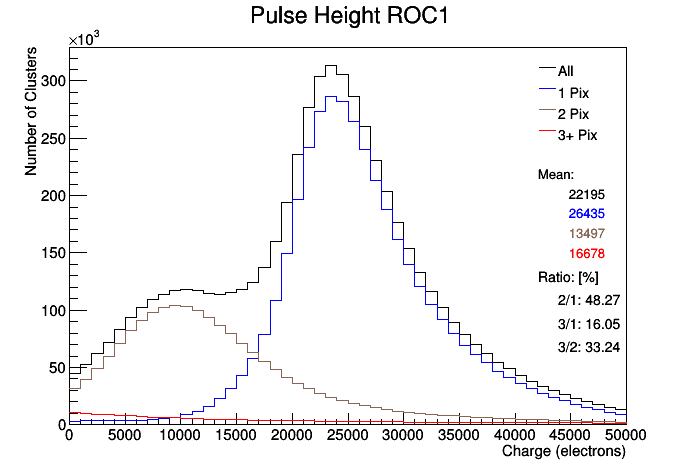 Pulse Height ROC1
×10³
Number of Clusters
300
250
200
150
100
50
0
0 5000 10000 15000 20000 25000 30000 35000 40000 45000 50000
Charge (electrons)
All
1 Pix
2 Pix
3+ Pix
Mean:
22195
26435
13497
16678
Ratio: [%]
2/1: 48.27
3/1: 16.05
3/2: 33.24